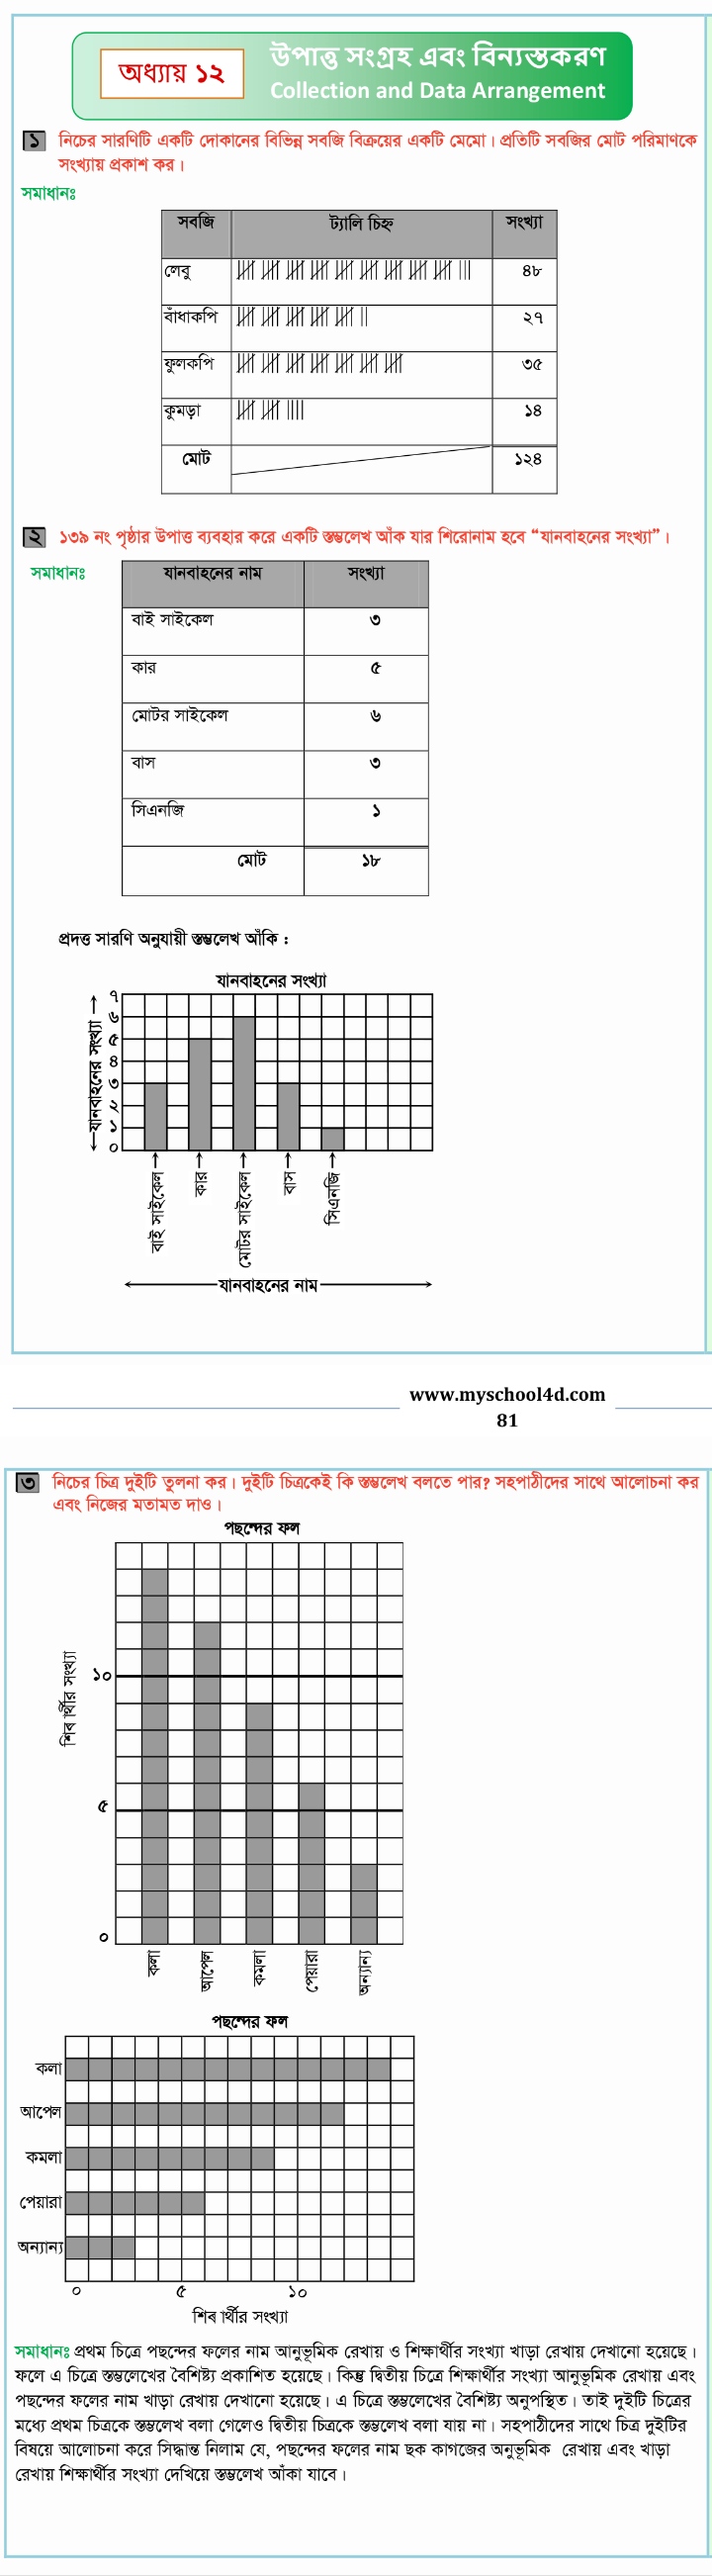 অধ্যায় ১২
উপাত্ত সংগ্রহ এবং বিন্যস্তকরণ
Collection and Data Arrangement
১ নিচের সারণিটি একটি দোকানের বিভিন্ন সবজি বিক্রয়ের একটি মেমো। প্রতিটি সবজির মোট পরিমাণকে
সংখ্যায় প্রকাশ কর।
সমাধানঃ
সবজি ট্যালি চিহ্ন সংখ্যা
লেবু ৪৮
বাঁধাকপি ২৭
ফুলকপি ৩৫
কুমড়া ১৪
মোট ১২৪
২ ১৩৯ নং পৃষ্ঠার উপাত্ত ব্যবহার করে একটি স্তম্ভলেখ আঁক যার শিরোনাম হবে “যানবাহনের সংখ্যা”।
সমাধানঃ
যানবাহনের নাম সংখ্যা
বাই সাইকেল ৩
কার ৫
মোটর সাইকেল ৬
বাস ৩
সিএনজি ১
মোট ১৮
প্রদত্ত সারণি অনুযায়ী স্তম্ভলেখ আঁকি :
যানবাহনের সংখ্যা
যানবাহনের সংখ্যা
৭
৬
৫
৪
৩
২
১
০
বাই সাইকেল
কার
মোটর সাইকেল
বাস
সিএনজি
যানবাহনের নাম
www.myschool4d.com
81
৩ নিচের চিত্র দুইটি তুলনা কর। দুইটি চিত্রকেই কি স্তম্ভলেখ বলতে পার? সহপাঠীদের সাথে আলোচনা কর
এবং নিজের মতামত দাও।
পছন্দের ফল
শিৰ র্থীর সংখ্যা
১০
৫
০
কলা
আপেল
কমলা
পেয়ারা
অন্যান্য
পছন্দের ফল
কলা
আপেল
কমলা
পেয়ারা
অন্যান্য
০ ৫ ১০
শিৰ র্থীর সংখ্যা
সমাধানঃ প্রথম চিত্রে পছন্দের ফলের নাম আনুভূমিক রেখায় ও শিক্ষার্থীর সংখ্যা খাড়া রেখায় দেখানো হয়েছে।
ফলে এ চিত্রে স্তম্ভলেখের বৈশিষ্ট্য প্রকাশিত হয়েছে। কিন্তু দ্বিতীয় চিত্রে শিক্ষার্থীর সংখ্যা আনুভূমিক রেখায় এবং
পছন্দের ফলের নাম খাড়া রেখায় দেখানো হয়েছে। এ চিত্রে স্তম্ভলেখের বৈশিষ্ট্য অনুপস্থিত। তাই দুইটি চিত্রের
মধ্যে প্রথম চিত্রকে স্তম্ভলেখ বলা গেলেও দ্বিতীয় চিত্রকে স্তম্ভলেখ বলা যায় না। সহপাঠীদের সাথে চিত্র দুইটির
বিষয়ে আলোচনা করে সিদ্ধান্ত নিলাম যে, পছন্দের ফলের নাম ছক কাগজের অনুভূমিক রেখায় এবং খাড়া
রেখায় শিক্ষার্থীর সংখ্যা দেখিয়ে স্তম্ভলেখ আঁকা যাবে।